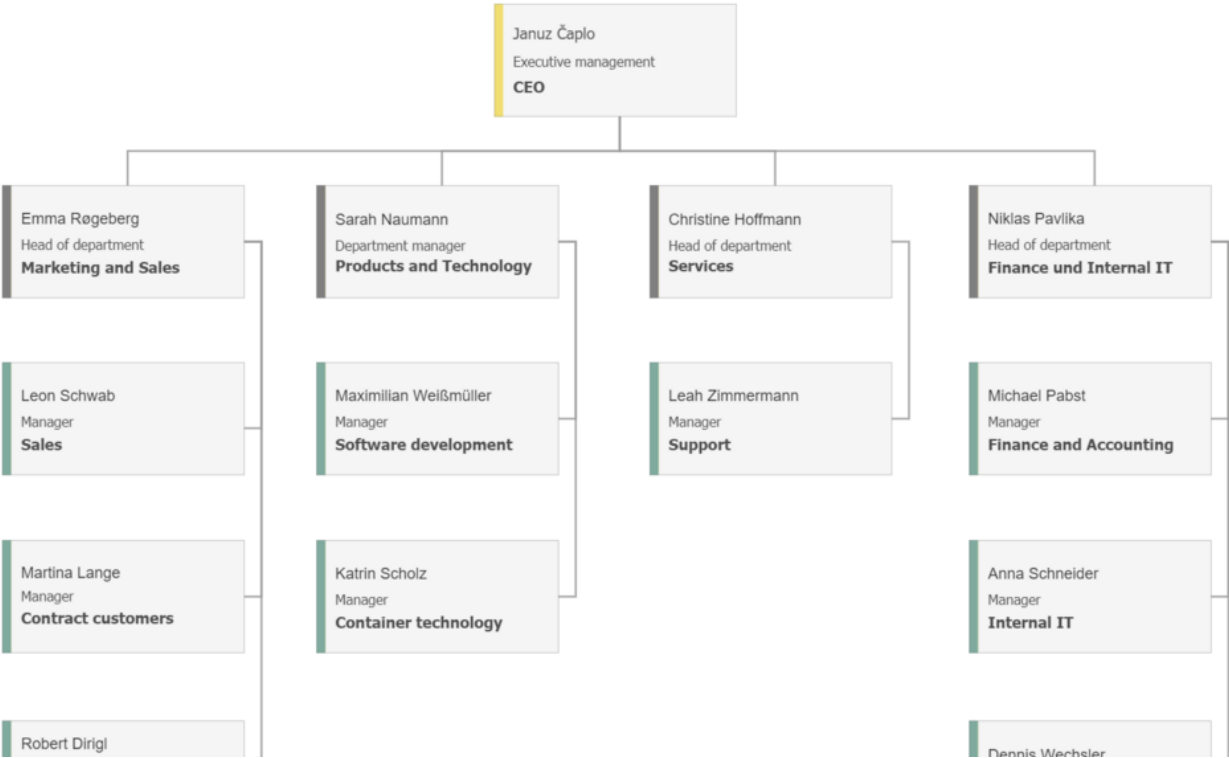 Januz Čaplo
Executive management
CEO
Emma Røgeberg
Head of department
Marketing and Sales
Sarah Naumann
Department manager
Products and Technology
Christine Hoffmann
Head of department
Services
Niklas Pavlika
Head of department
Finance und Internal IT
Leon Schwab
Manager
Sales
Maximilian Weißmüller
Manager
Software development
Leah Zimmermann
Manager
Support
Michael Pabst
Manager
Finance and Accounting
Martina Lange
Manager
Contract customers
Katrin Scholz
Manager
Container technology
Anna Schneider
Manager
Internal IT
Robert Dirigl
Dennis Wechsler